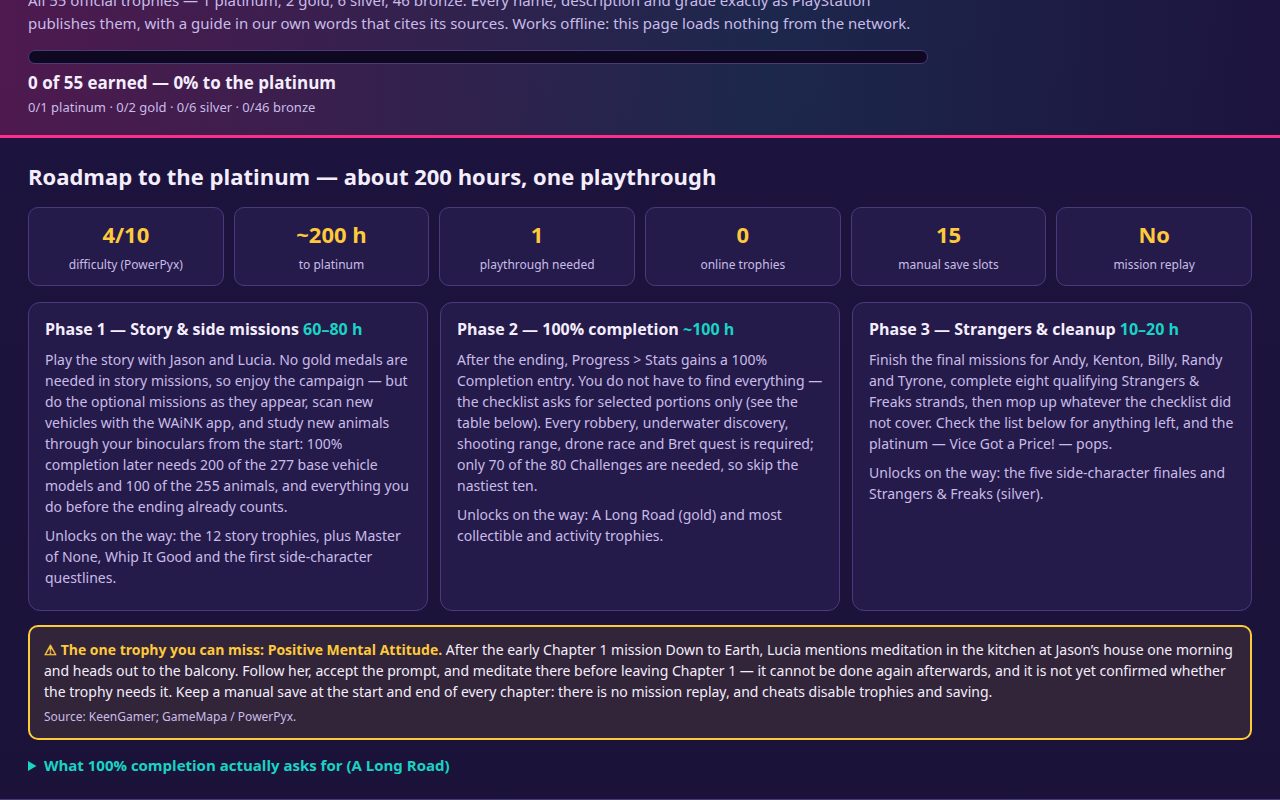 All 55 official trophies — 1 platinum, 2 gold, 6 silver, 46 bronze. Every name, description and grade exactly as PlayStation
publishes them, with a guide in our own words that cites its sources. Works offline: this page loads nothing from the network.
0 of 55 earned — 0% to the platinum
0/1 platinum · 0/2 gold · 0/6 silver · 0/46 bronze
Roadmap to the platinum — about 200 hours, one playthrough
4/10
difficulty (PowerPyx)
~200 h
to platinum
1
playthrough needed
0
online trophies
15
manual save slots
No
mission replay
Phase 1 — Story & side missions 60–80 h
Play the story with Jason and Lucia. No gold medals are
needed in story missions, so enjoy the campaign — but
do the optional missions as they appear, scan new
vehicles with the WAiNK app, and study new animals
through your binoculars from the start: 100%
completion later needs 200 of the 277 base vehicle
models and 100 of the 255 animals, and everything you
do before the ending already counts.
Unlocks on the way: the 12 story trophies, plus Master
of None, Whip It Good and the first side-character
questlines.
Phase 2 — 100% completion ~100 h
After the ending, Progress > Stats gains a 100%
Completion entry. You do not have to find everything —
the checklist asks for selected portions only (see the
table below). Every robbery, underwater discovery,
shooting range, drone race and Bret quest is required;
only 70 of the 80 Challenges are needed, so skip the
nastiest ten.
Unlocks on the way: A Long Road (gold) and most
collectible and activity trophies.
Phase 3 — Strangers & cleanup 10–20 h
Finish the final missions for Andy, Kenton, Billy, Randy
and Tyrone, complete eight qualifying Strangers &
Freaks strands, then mop up whatever the checklist did
not cover. Check the list below for anything left, and the
platinum — Vice Got a Price! — pops.
Unlocks on the way: the five side-character finales and
Strangers & Freaks (silver).
⚠ The one trophy you can miss: Positive Mental Attitude. After the early Chapter 1 mission Down to Earth, Lucia mentions meditation in the kitchen at Jason’s house one morning
and heads out to the balcony. Follow her, accept the prompt, and meditate there before leaving Chapter 1 — it cannot be done again afterwards, and it is not yet confirmed whether
the trophy needs it. Keep a manual save at the start and end of every chapter: there is no mission replay, and cheats disable trophies and saving.
Source: KeenGamer; GameMapa / PowerPyx.
▶ What 100% completion actually asks for (A Long Road)